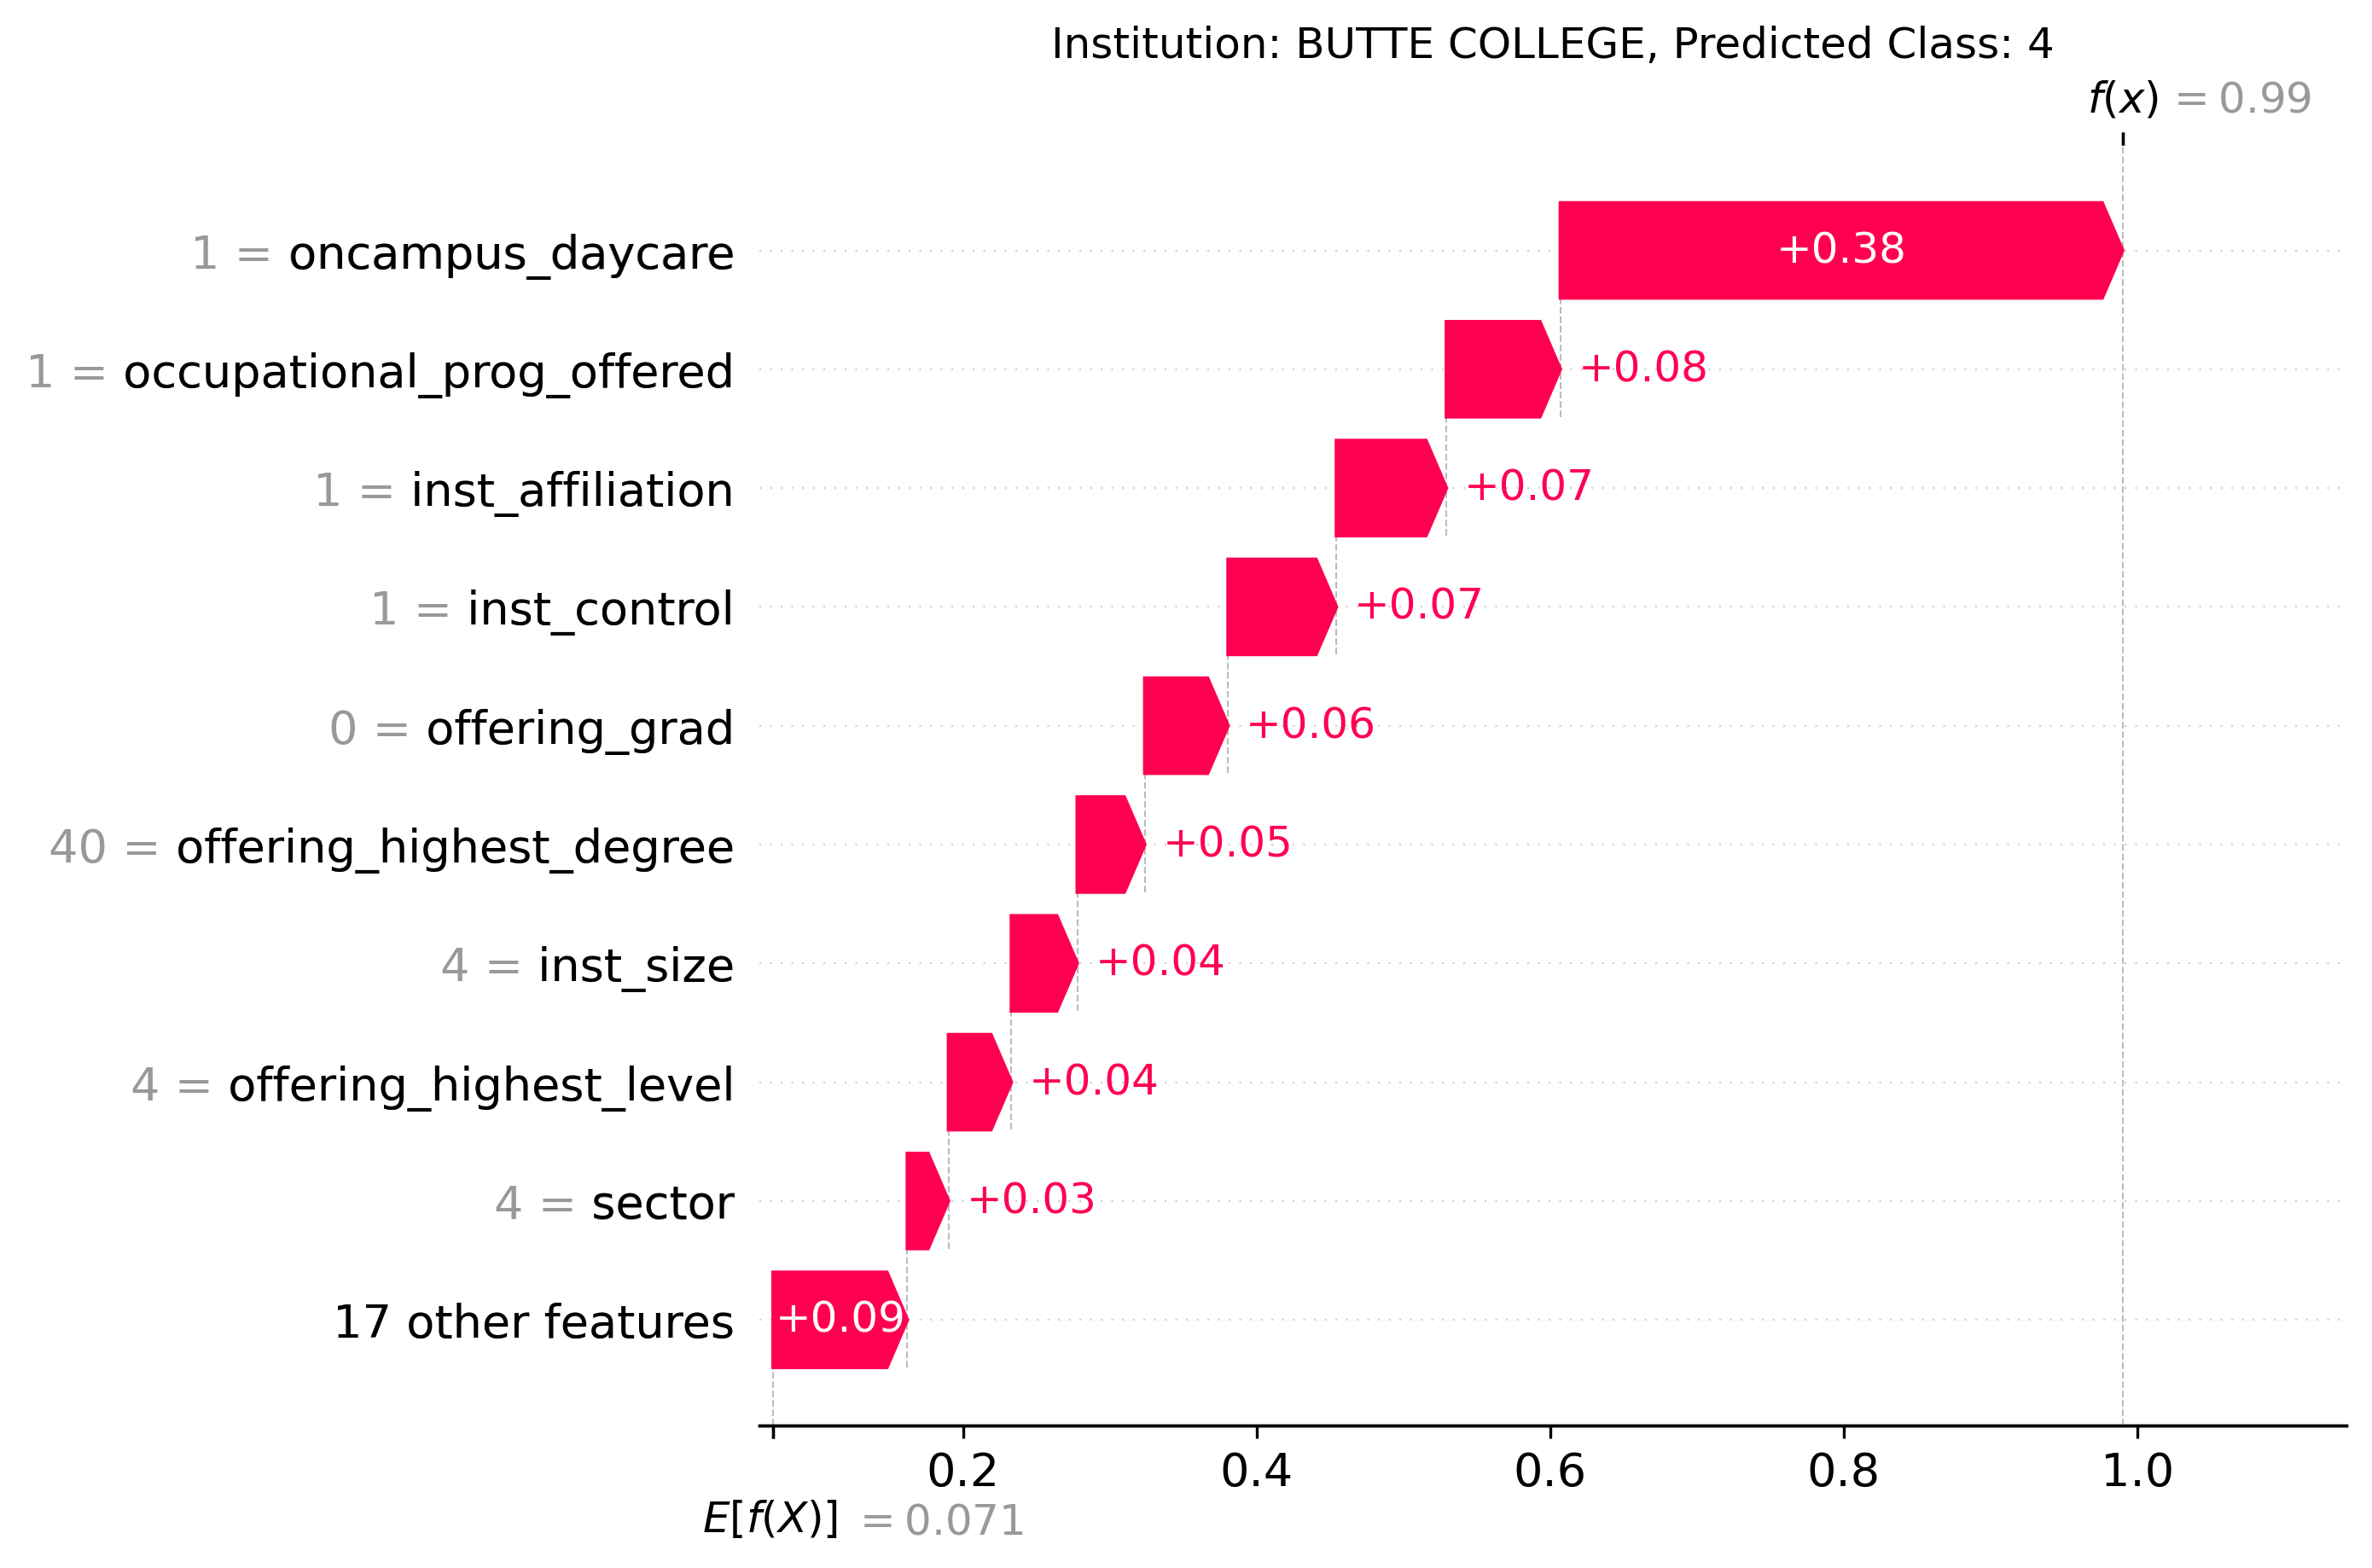 Institution: BUTTE COLLEGE, Predicted Class: 4
f(x) = 0.99
1 = oncampus_daycare +0.38
1 = occupational_prog_offered +0.08
1 = inst_affiliation +0.07
1 = inst_control +0.07
0 = offering_grad +0.06
40 = offering_highest_degree +0.05
4 = inst_size +0.04
4 = offering_highest_level +0.04
4 = sector +0.03
17 other features +0.09
0.2 0.4 0.6 0.8 1.0
E[f(X)] = 0.071